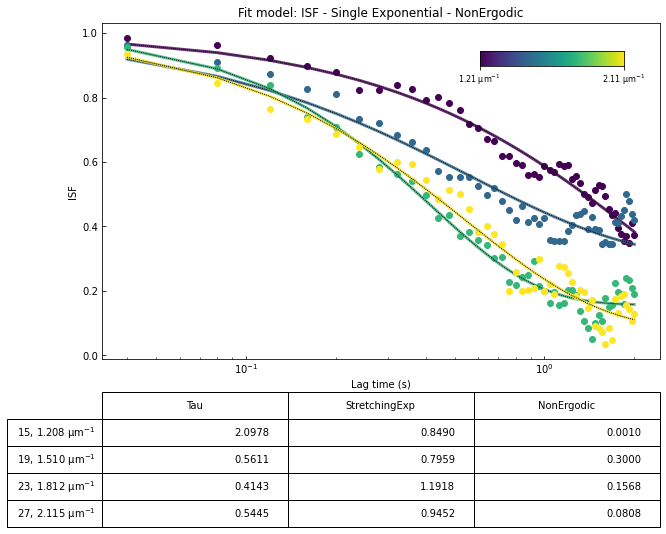 Fit model: ISF - Single Exponential - NonErgodic
1.0
0.8
0.6
0.4
0.2
0.0
ISF
1.21 μm⁻¹ 2.11 μm⁻¹
10⁻¹ 10⁰
Lag time (s)
Tau StretchingExp NonErgodic
15, 1.208 μm⁻¹ 2.0978 0.8490 0.0010
19, 1.510 μm⁻¹ 0.5611 0.7959 0.3000
23, 1.812 μm⁻¹ 0.4143 1.1918 0.1568
27, 2.115 μm⁻¹ 0.5445 0.9452 0.0808